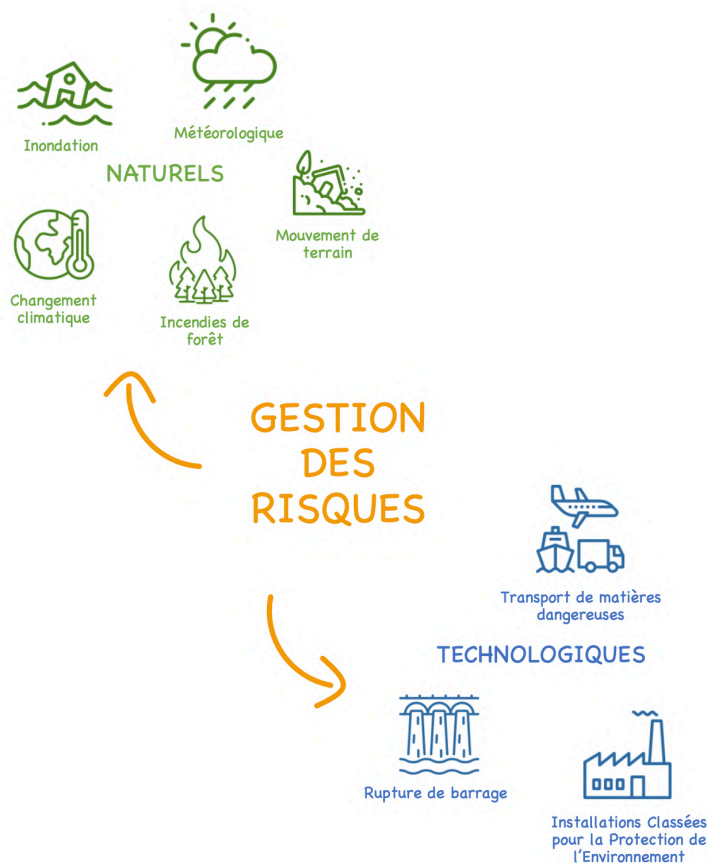 Inondation
Météorologique
NATURELS
Mouvement de
terrain
Changement
climatique
Incendies de
forêt
GESTION
DES
RISQUES
Transport de matières
dangereuses
TECHNOLOGIQUES
Rupture de barrage
Installations Classées
pour la Protection de
l'Environnement